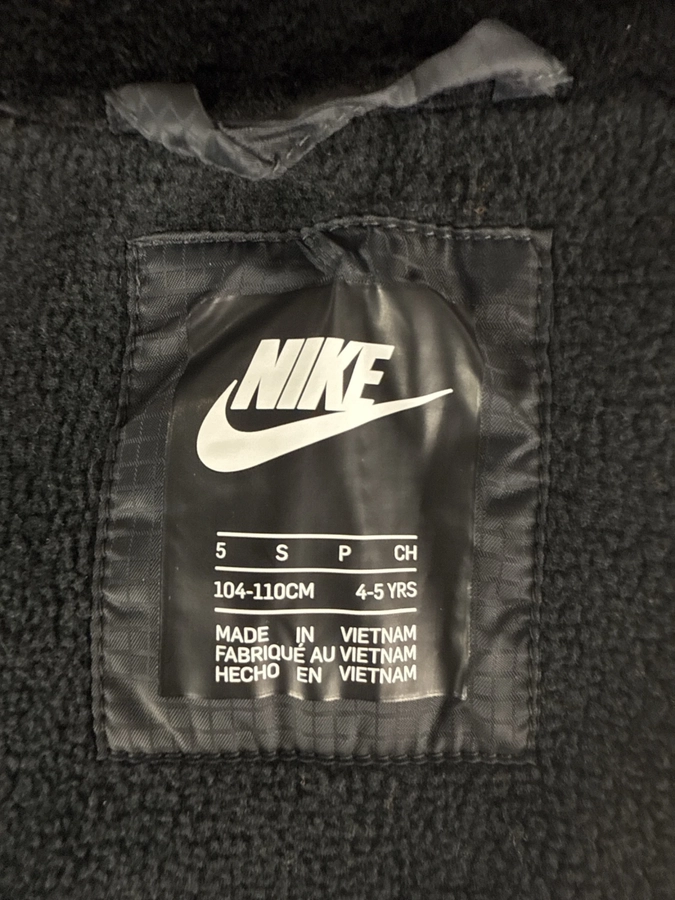 NIKE
5 S P CH
104-110CM 4-5 YRS
MADE IN VIETNAM
FABRIQUÉ AU VIETNAM
HECHO EN VIETNAM